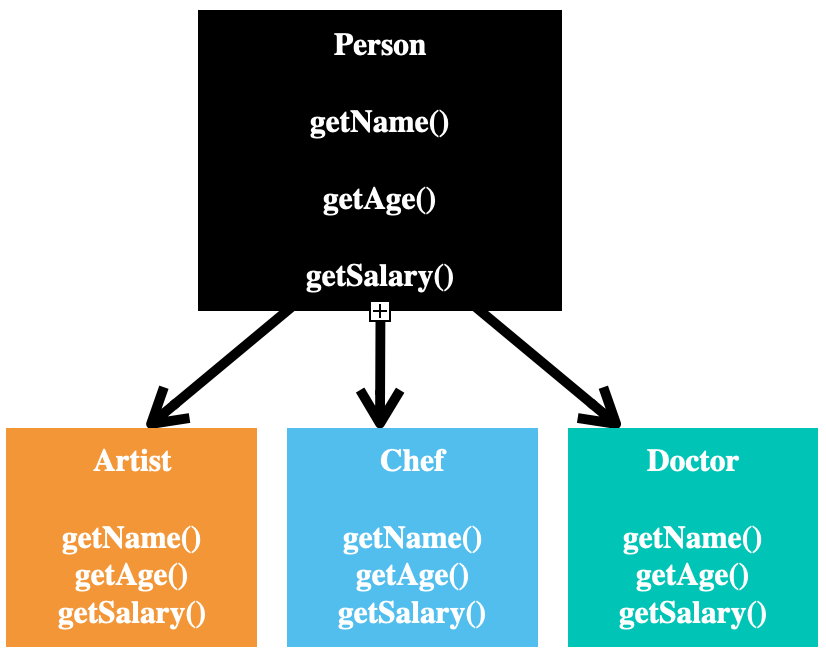 Person
getName()
getAge()
getSalary()
Artist
getName()
getAge()
getSalary()
Chef
getName()
getAge()
getSalary()
Doctor
getName()
getAge()
getSalary()